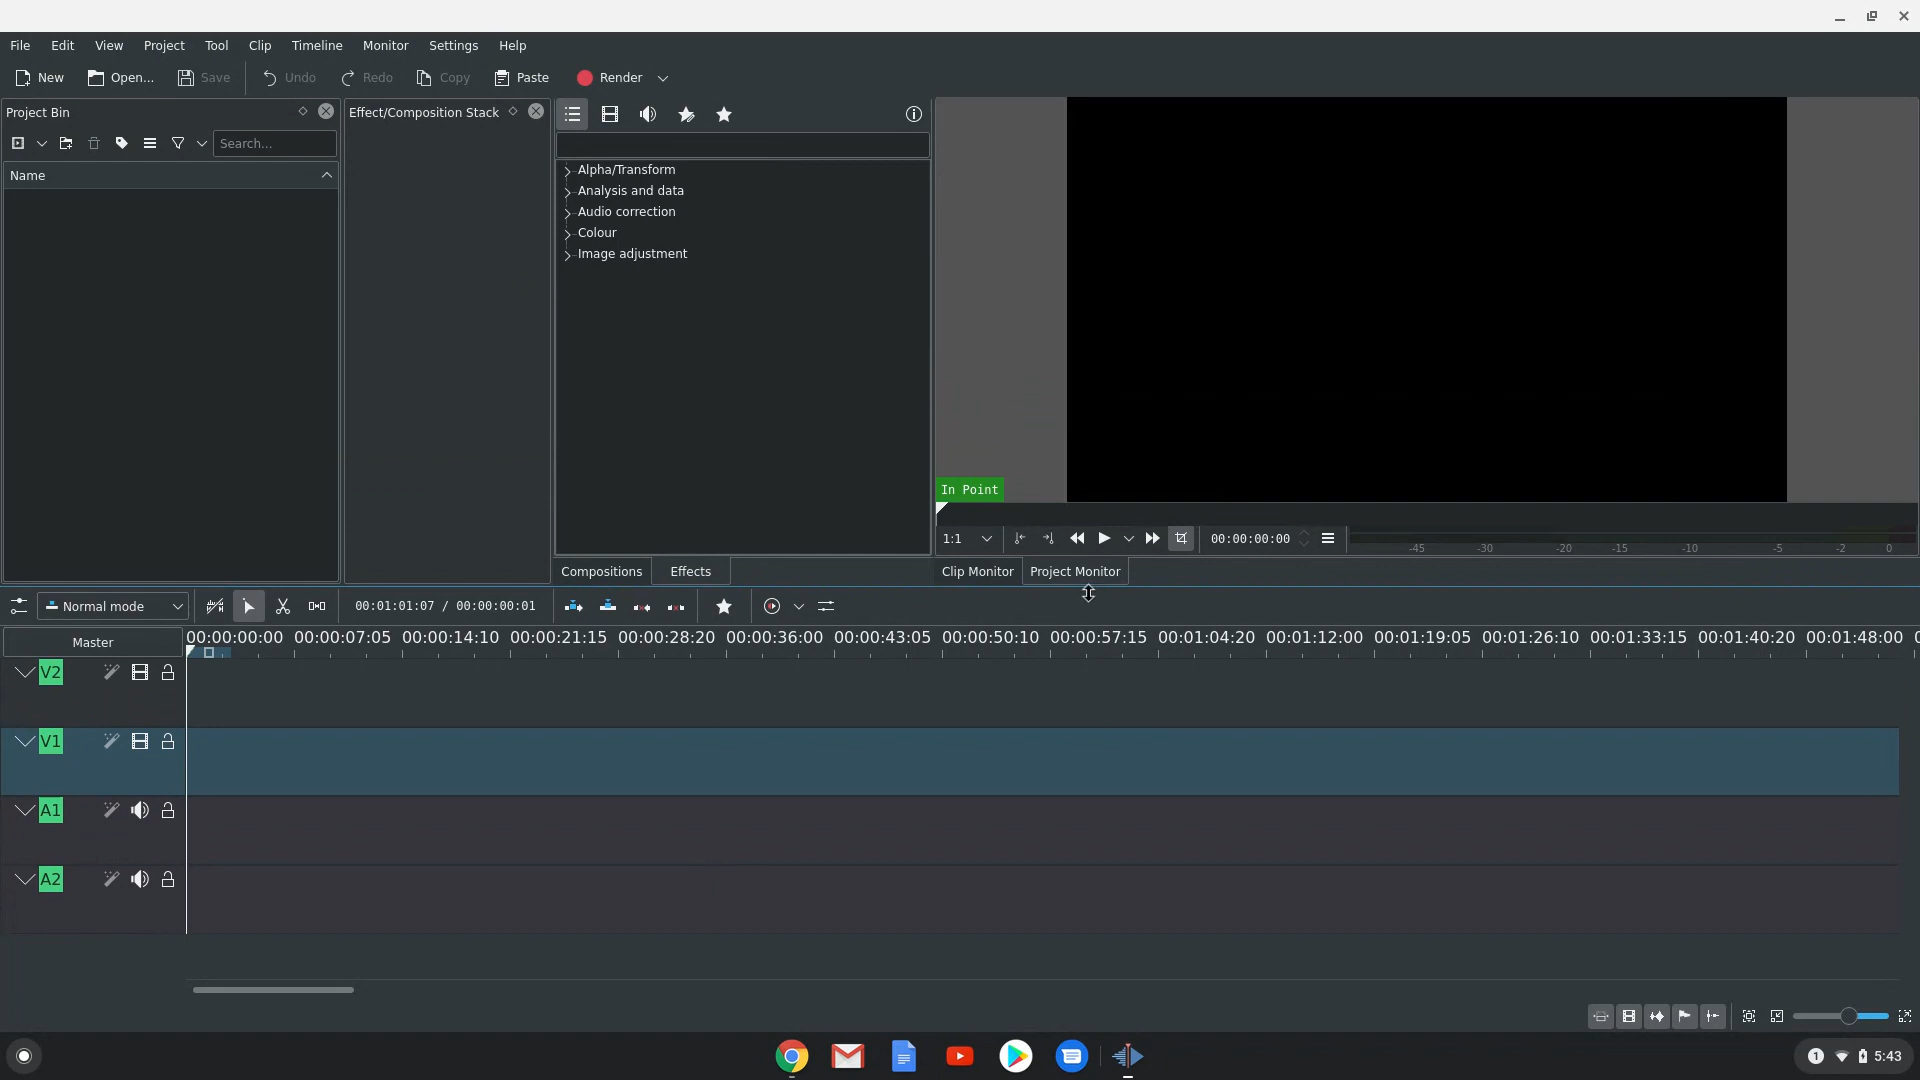 File Edit View Project Tool Clip Timeline Monitor Settings Help
New Open... Save Undo Redo Copy Paste Render
Project Bin
Effect/Composition Stack
Search...
Name
Alpha/Transform
Analysis and data
Audio correction
Colour
Image adjustment
In Point
1:1 00:00:00:00 -45 -30 -20 -15 -10 -5 -2 0
Compositions Effects Clip Monitor Project Monitor
Normal mode 00:01:01:07 / 00:00:00:01
Master 00:00:00:00 00:00:07:05 00:00:14:10 00:00:21:15 00:00:28:20 00:00:36:00 00:00:43:05 00:00:50:10 00:00:57:15 00:01:04:20 00:01:12:00 00:01:19:05 00:01:26:10 00:01:33:15 00:01:40:20 00:01:48:00
V2
V1
A1
A2
1 5:43